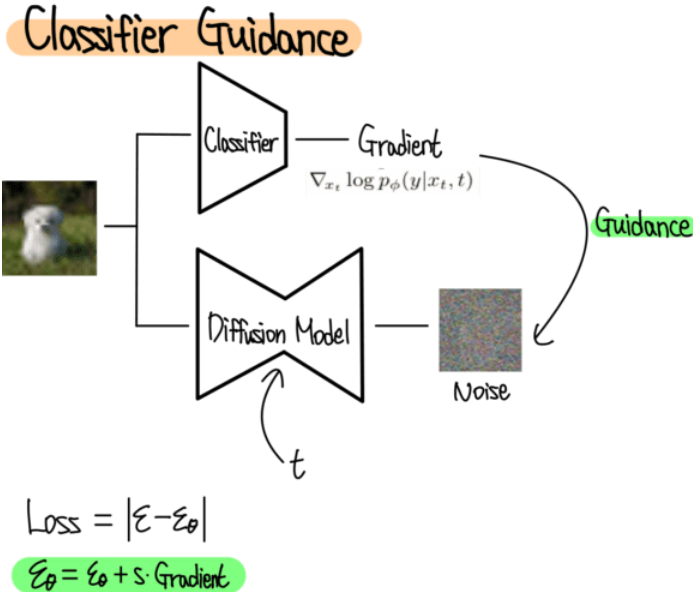 Classifier Guidance
Classifier
Gradient
∇_{x_t} log p_ϕ(y|x_t, t)
Guidance
Diffusion Model
Noise
t
Loss = |ε-ε_θ|
ε_θ = ε_θ + s·Gradient